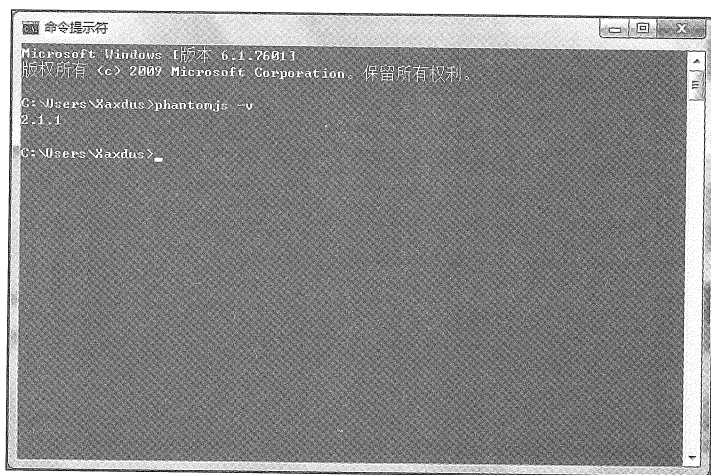 命令提示符
Microsoft Windows [版本 6.1.7601]
版权所有 (c) 2009 Microsoft Corporation。保留所有权利。
C:\Users\Xaxdus>phantomjs -v
2.1.1
C:\Users\Xaxdus>_